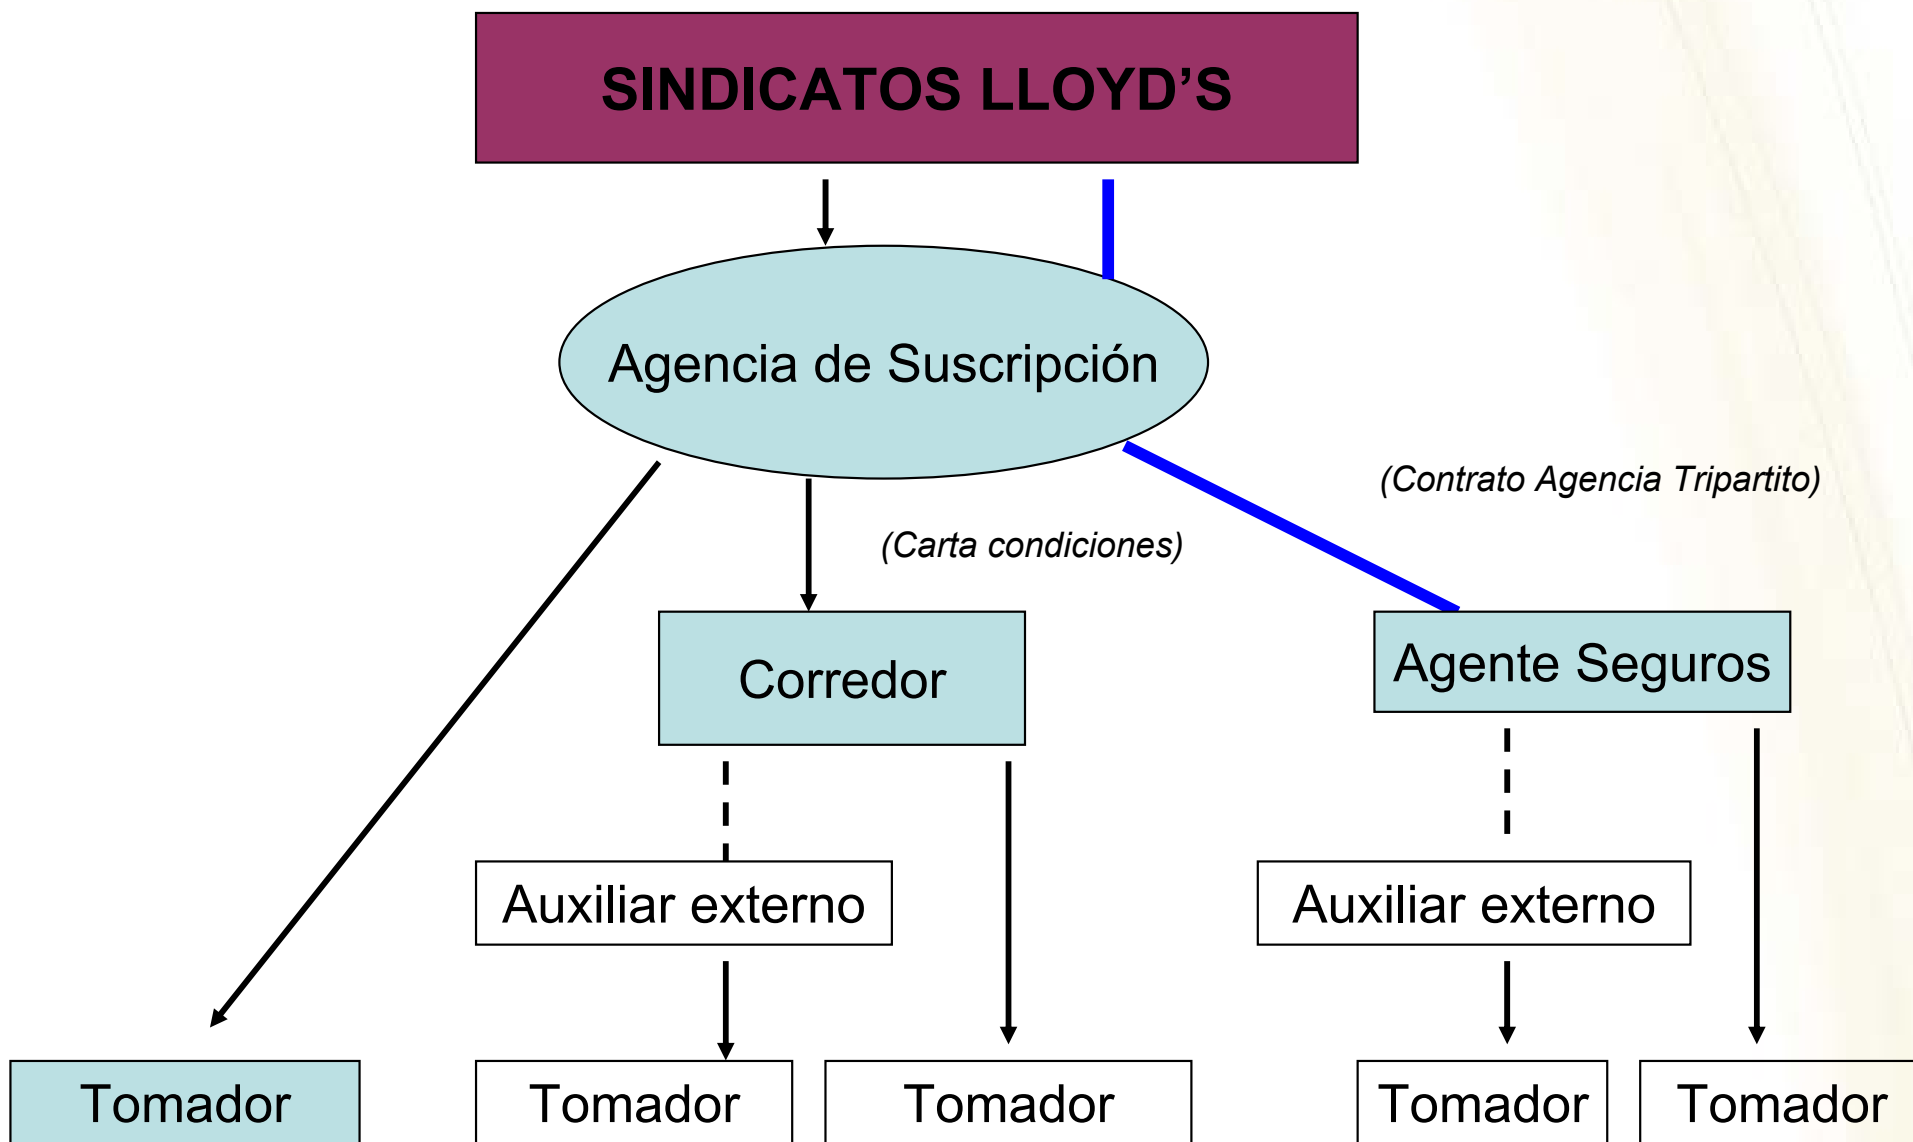 SINDICATOS LLOYD’S
Agencia de Suscripción
(Contrato Agencia Tripartito)
(Carta condiciones)
Corredor
Agente Seguros
Auxiliar externo
Auxiliar externo
Tomador
Tomador
Tomador
Tomador
Tomador